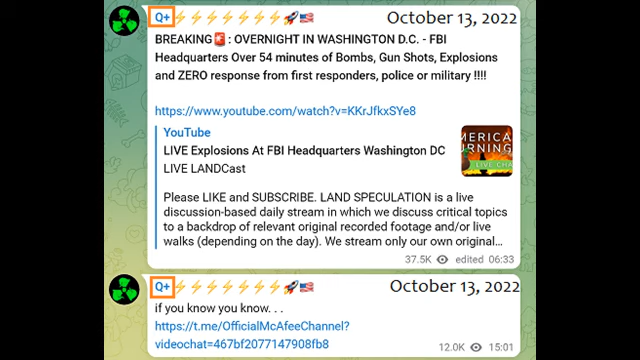 Q+⚡⚡⚡⚡⚡⚡⚡🚀🇺🇸 October 13, 2022
BREAKING🚨: OVERNIGHT IN WASHINGTON D.C. - FBI
Headquarters Over 54 minutes of Bombs, Gun Shots, Explosions
and ZERO response from first responders, police or military !!!!
https://www.youtube.com/watch?v=KKrJfkxSYe8
YouTube
LIVE Explosions At FBI Headquarters Washington DC
LIVE LANDCast
MERICA
URNING
LIVE CHA
Please LIKE and SUBSCRIBE. LAND SPECULATION is a live
discussion-based daily stream in which we discuss critical topics
to a backdrop of relevant original recorded footage and/or live
walks (depending on the day). We stream only our own original...
37.5K edited 06:33
Q+⚡⚡⚡⚡⚡⚡⚡🚀🇺🇸 October 13, 2022
if you know you know. . .
https://t.me/OfficialMcAfeeChannel?
videochat=467bf2077147908fb8
12.0K 15:01